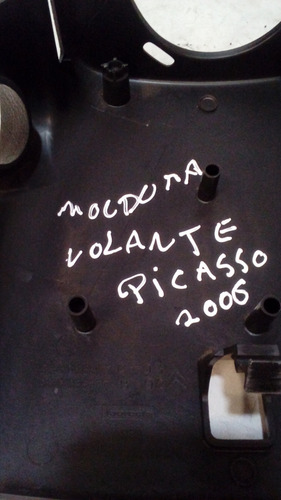 MOLDURA
VOLANTE
PICASSO
2006